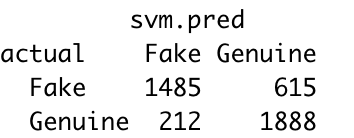 svm.pred
actual Fake Genuine
Fake 1485 615
Genuine 212 1888